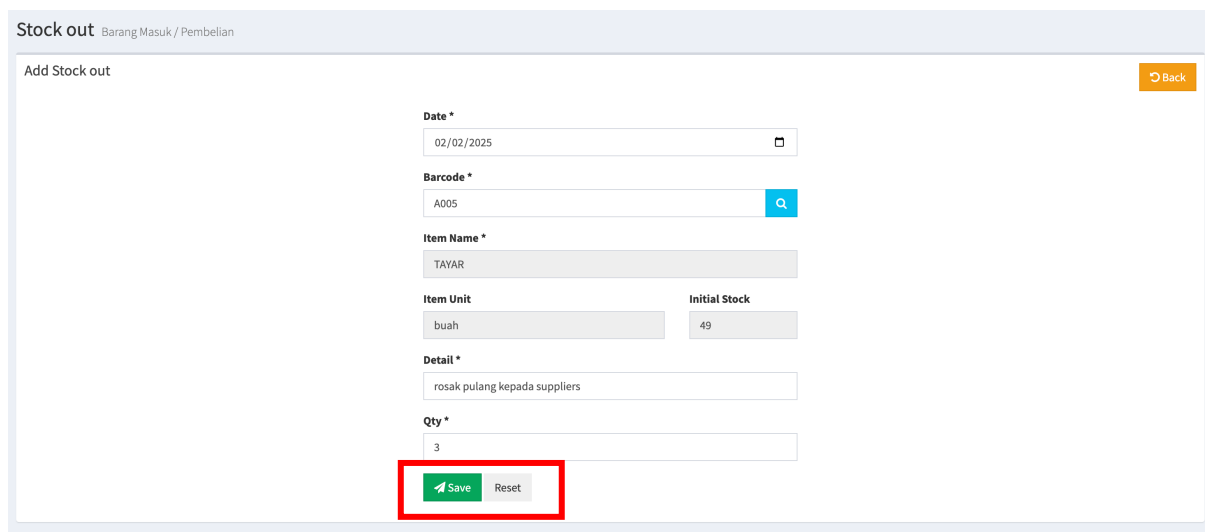 Stock out Barang Masuk / Pembelian
Add Stock out
Back
Date *
02/02/2025
Barcode *
A005
Item Name *
TAYAR
Item Unit Initial Stock
buah 49
Detail *
rosak pulang kepada suppliers
Qty *
3
Save Reset